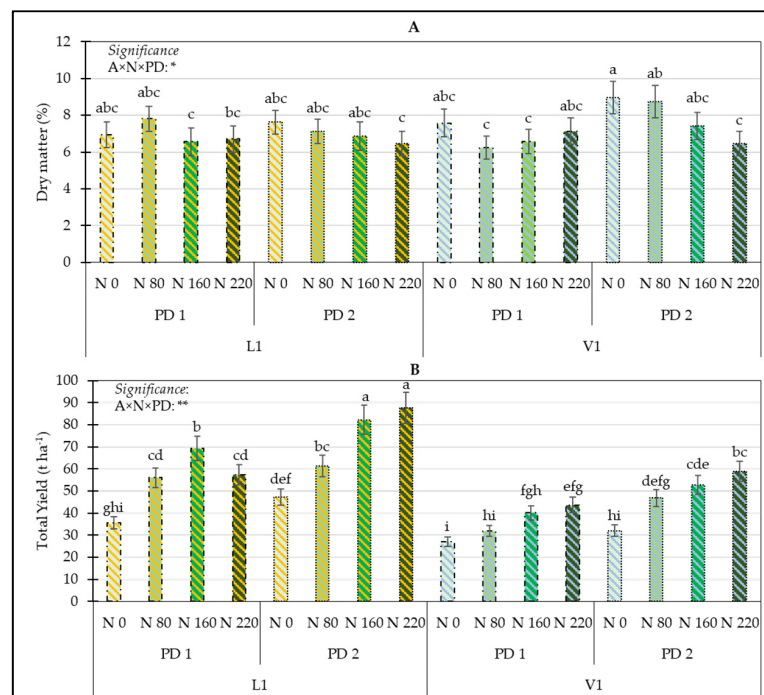 A
Significance
A×N×PD: *
Dry matter (%)
12
10
8
6
4
2
0
abc abc c bc abc abc abc c abc c c abc a ab abc c
N 0 N 80 N 160 N 220 N 0 N 80 N 160 N 220 N 0 N 80 N 160 N 220 N 0 N 80 N 160 N 220
PD 1 PD 2 PD 1 PD 2
L1 V1
B
Significance:
A×N×PD: **
Total Yield (t ha⁻¹)
100
90
80
70
60
50
40
30
20
10
0
ghi cd b cd def bc a a i hi fgh efg hi defg cde bc
N 0 N 80 N 160 N 220 N 0 N 80 N 160 N 220 N 0 N 80 N 160 N 220 N 0 N 80 N 160 N 220
PD 1 PD 2 PD 1 PD 2
L1 V1